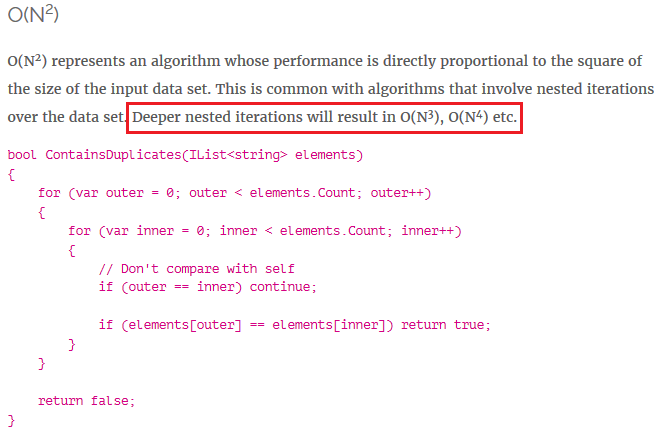 O(N²)
O(N²) represents an algorithm whose performance is directly proportional to the square of
the size of the input data set. This is common with algorithms that involve nested iterations
over the data set. Deeper nested iterations will result in O(N³), O(N⁴) etc.
bool ContainsDuplicates(IList<string> elements)
{
    for (var outer = 0; outer < elements.Count; outer++)
    {
        for (var inner = 0; inner < elements.Count; inner++)
        {
            // Don't compare with self
            if (outer == inner) continue;

            if (elements[outer] == elements[inner]) return true;
        }
    }

    return false;
}